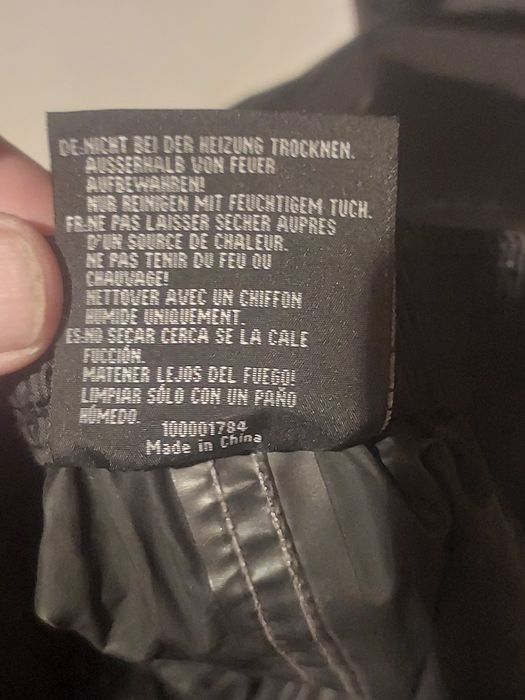 DE:NICHT BEI DER HEIZUNG TROCKNEN.
AUSSERHALB VON FEUER
AUFBEWAHREN!
NUR REINIGEN MIT FEUCHTIGEM TUCH.
FR:NE PAS LAISSER SECHER AUPRES
D'UN SOURCE DE CHALEUR.
NE PAS TENIR DU FEU OU
CHAUVAGE!
NETTOVER AVEC UN CHIFFON
HUMIDE UNIQUEMENT.
ES:NO SECAR CERCA SE LA CALE
FUCCIÓN.
MATENER LEJOS DEL FUEGO!
LIMPIAR SÓLO CON UN PAÑO
HÚMEDO.
100001784
Made in China